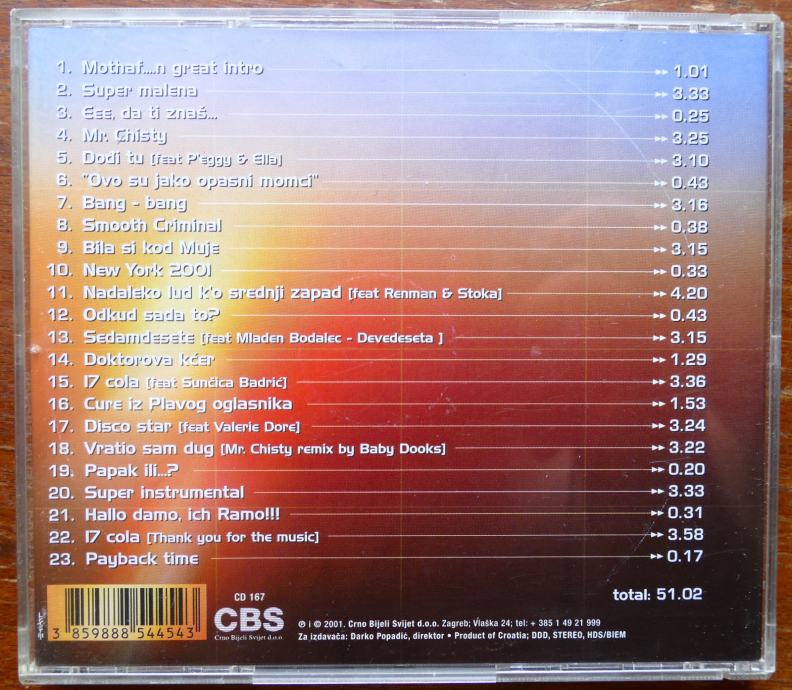 1. Mothaf....n great intro 1.01
2. Super malena 3.33
3. Eee, da ti znaš... 0.25
4. Mr. Chisty 3.25
5. Dođi tu [feat P'eggy & Ella] 3.10
6. "Ovo su jako opasni momci" 0.43
7. Bang - bang 3.16
8. Smooth Criminal 0.38
9. Bila si kod Muje 3.15
10. New York 2001 0.33
11. Nadaleko lud k'o srednji zapad [feat Renman & Stoka] 4.20
12. Odkud sada to? 0.43
13. Sedamdesete [feat Mladen Bodalec - Devedeseta ] 3.15
14. Doktorova kćer 1.29
15. 17 cola [feat Sunčica Badrić] 3.36
16. Cure iz Plavog oglasnika 1.53
17. Disco star [feat Valerie Dore] 3.24
18. Vratio sam dug [Mr. Chisty remix by Baby Dooks] 3.22
19. Papak ili...? 0.20
20. Super instrumental 3.33
21. Hallo damo, ich Ramo!!! 0.31
22. 17 cola [Thank you for the music] 3.58
23. Payback time 0.17
total: 51.02
3 859888 544543
CD 167
CBS
Crno Bijeli Svijet d.o.o.
℗ i © 2001. Crno Bijeli Svijet d.o.o. Zagreb; Vlaška 24; tel: + 385 1 49 21 999
Za izdavača: Darko Popadić, direktor • Product of Croatia; DDD, STEREO, HDS/BIEM